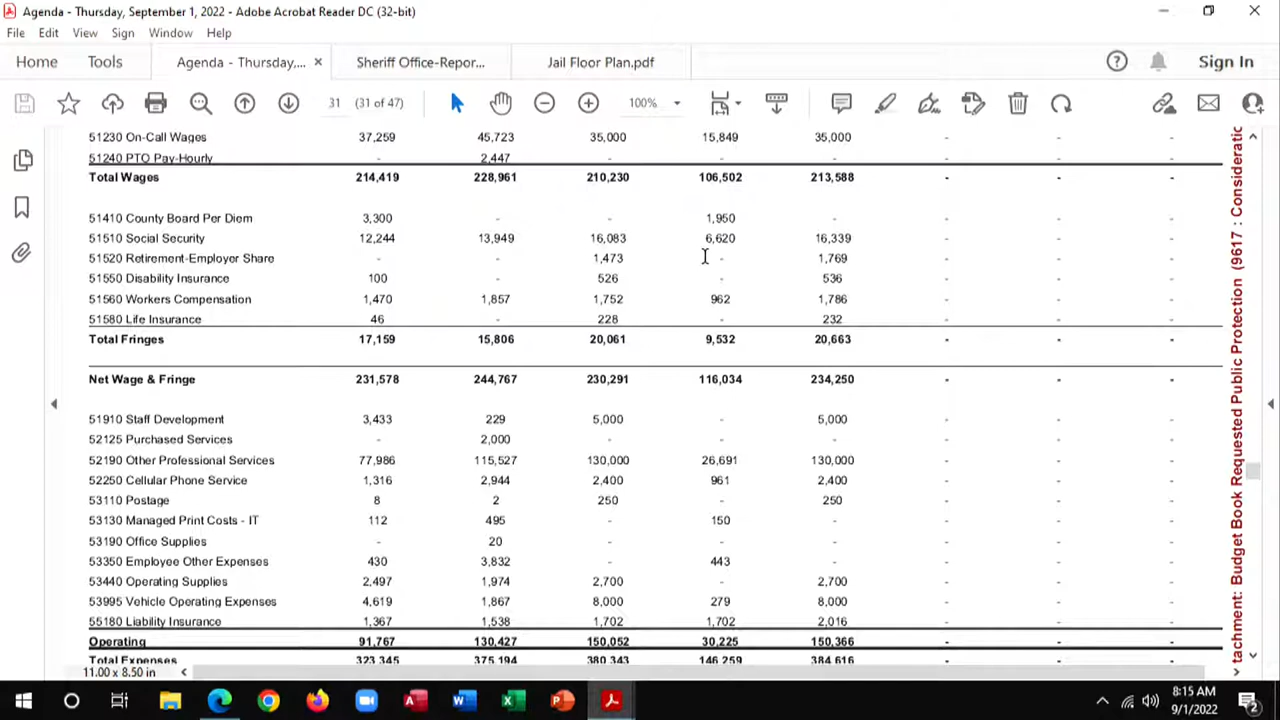 Agenda - Thursday, September 1, 2022 - Adobe Acrobat Reader DC (32-bit)
File Edit View Sign Window Help
Home Tools Agenda - Thursday,... × Sheriff Office-Repor... Jail Floor Plan.pdf Sign In
31 (31 of 47) 100%
51230 On-Call Wages 37,259 45,723 35,000 15,849 35,000 - - -
51240 PTO Pay-Hourly - 2,447 - - - - - -
Total Wages 214,419 228,961 210,230 106,502 213,588 - - -
51410 County Board Per Diem 3,300 - - 1,950 - - - -
51510 Social Security 12,244 13,949 16,083 6,620 16,339 - - -
51520 Retirement-Employer Share - - 1,473 - 1,769 - - -
51550 Disability Insurance 100 - 526 - 536 - - -
51560 Workers Compensation 1,470 1,857 1,752 962 1,786 - - -
51580 Life Insurance 46 - 228 - 232 - - -
Total Fringes 17,159 15,806 20,061 9,532 20,663 - - -
Net Wage & Fringe 231,578 244,767 230,291 116,034 234,250 - - -
51910 Staff Development 3,433 229 5,000 - 5,000 - - -
52125 Purchased Services - 2,000 - - - - - -
52190 Other Professional Services 77,986 115,527 130,000 26,691 130,000 - - -
52250 Cellular Phone Service 1,316 2,944 2,400 961 2,400 - - -
53110 Postage 8 2 250 - 250 - - -
53130 Managed Print Costs - IT 112 495 - 150 - - - -
53190 Office Supplies - 20 - - - - - -
53350 Employee Other Expenses 430 3,832 - 443 - - - -
53440 Operating Supplies 2,497 1,974 2,700 - 2,700 - - -
53995 Vehicle Operating Expenses 4,619 1,867 8,000 279 8,000 - - -
55180 Liability Insurance 1,367 1,538 1,702 1,702 2,016 - - -
Operating 91,767 130,427 150,052 30,225 150,366 - - -
Total Expenses 323,345 375,194 380,343 146,259 384,616 - - -
tachment: Budget Book Requested Public Protection (9617 : Consideratic
11.00 x 8.50 in
8:15 AM
9/1/2022
2